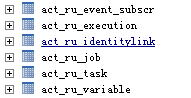 act_ru_event_subscr
act_ru_execution
act_ru_identitylink
act_ru_job
act_ru_task
act_ru_variable